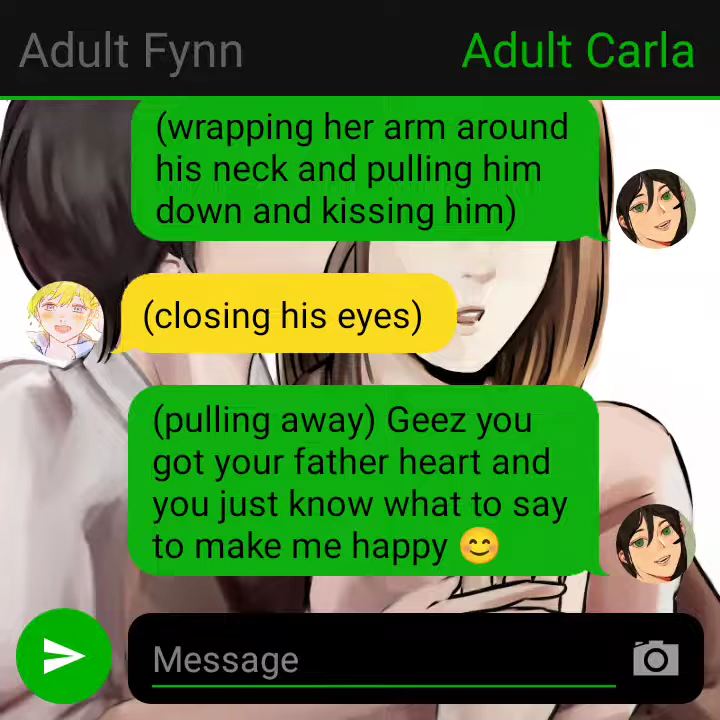 Adult Fynn
Adult Carla
(wrapping her arm around
his neck and pulling him
down and kissing him)
(closing his eyes)
(pulling away) Geez you
got your father heart and
you just know what to say
to make me happy 😊
Message